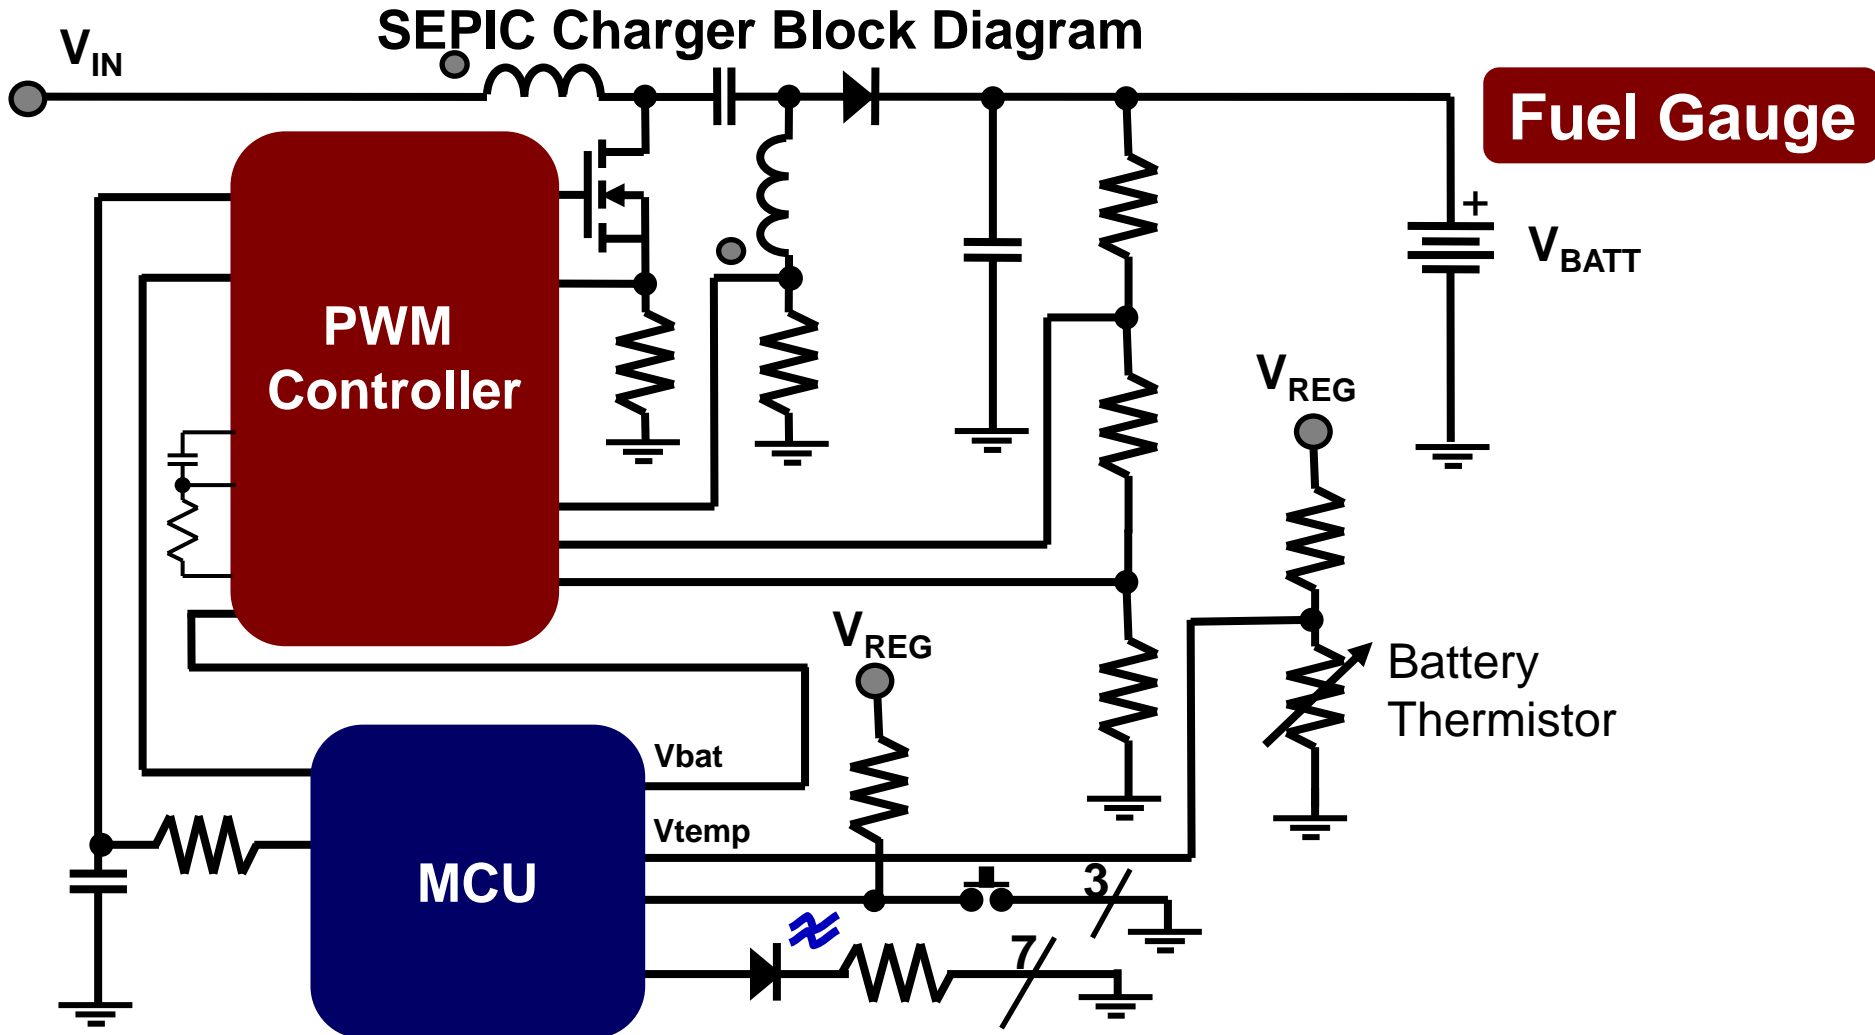 SEPIC Charger Block Diagram
VIN
Fuel Gauge
+
VBATT
PWM
Controller
VREG
VREG
Battery
Thermistor
Vbat
Vtemp
MCU
3
7